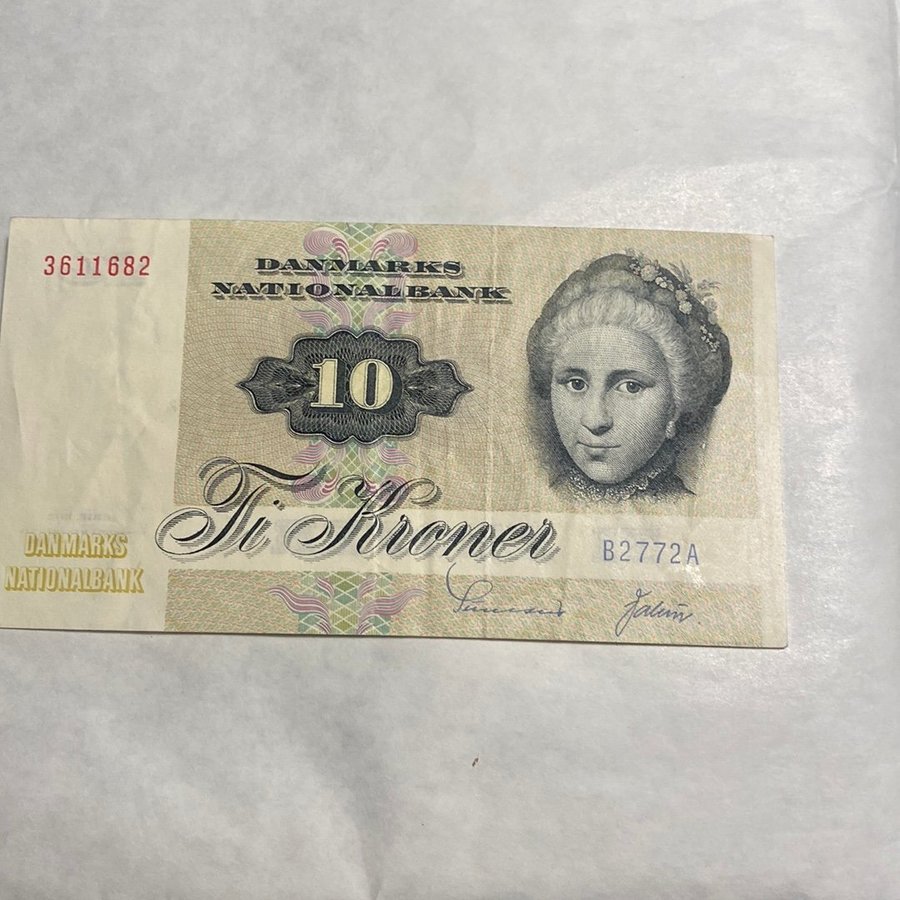 3611682
DANMARKS
NATIONALBANK
10
Ti Kroner
DANMARKS
NATIONALBANK
B2772A